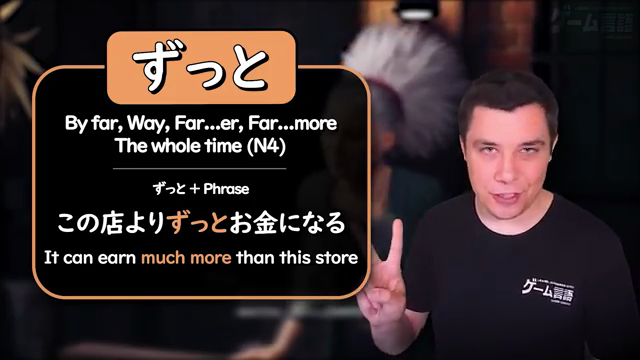 ずっと
By far, Way, Far...er, Far...more
The whole time (N4)
ずっと + Phrase
この店よりずっとお金になる
It can earn much more than this store
ゲーム言語
ゲーム言語